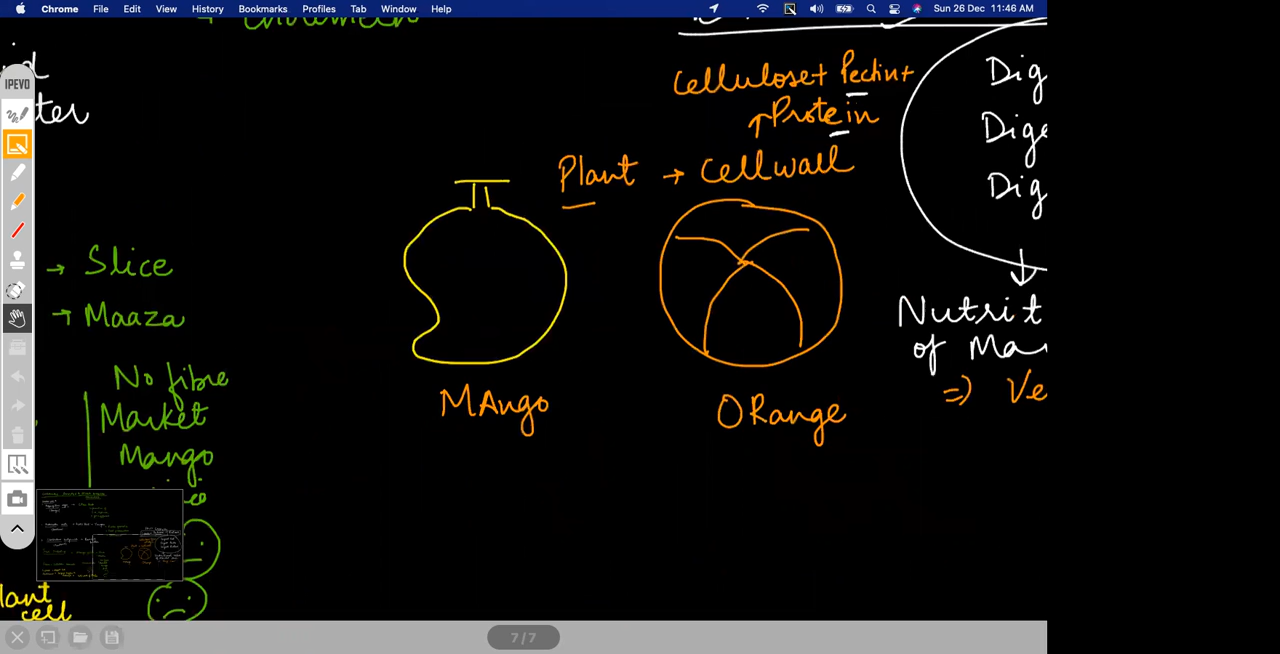 Chrome File Edit View History Bookmarks Profiles Tab Window Help Sun 26 Dec 11:46 AM
IPEVO
Cellulose + Pectin +
↑ Protein
Plant → Cellwall
Dig
Dige
Dig
→ Slice
→ Maaza
No fibre
Market
Mango
MAngo
ORange
Nutrit
of Ma
=) Ve
lant
cell
7/7